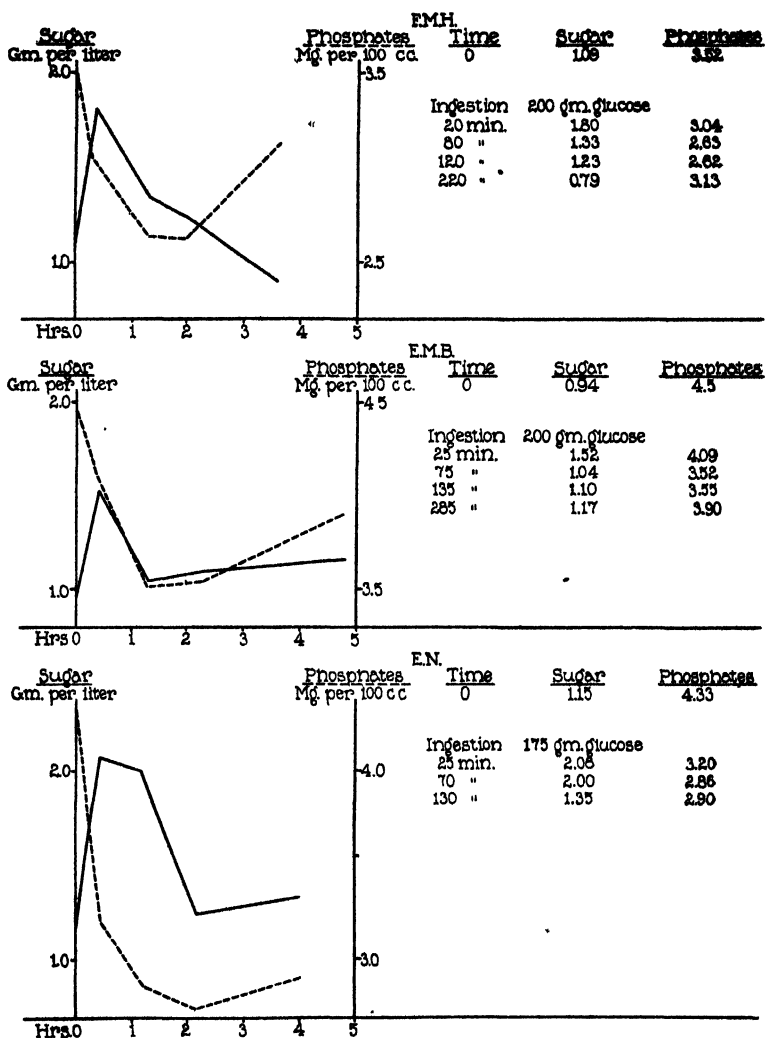 F.M.H.
Sugar Phosphates Time Sugar Phosphates
Gm. per liter Mg. per 100 cc. 0 1.09 3.52
2.0 3.5
Ingestion 200 gm. glucose
20 min. 1.80 3.04
80 " 1.33 2.63
120 " 1.23 2.62
220 " 0.79 3.13
1.0 2.5
Hrs. 0 1 2 3 4 5
E.M.B.
Sugar Phosphates Time Sugar Phosphates
Gm. per liter Mg. per 100 c c. 0 0.94 4.5
2.0 4.5
Ingestion 200 gm. glucose
25 min. 1.52 4.09
75 " 1.04 3.52
135 " 1.10 3.55
285 " 1.17 3.90
1.0 3.5
Hrs 0 1 2 3 4 5
E.N.
Sugar Phosphates Time Sugar Phosphates
Gm. per liter Mg. per 100 c c 0 1.15 4.33
Ingestion 175 gm. glucose
2.0 4.0 25 min. 2.08 3.20
70 " 2.00 2.86
130 " 1.35 2.90
1.0 3.0
Hrs. 0 1 2 3 4 5